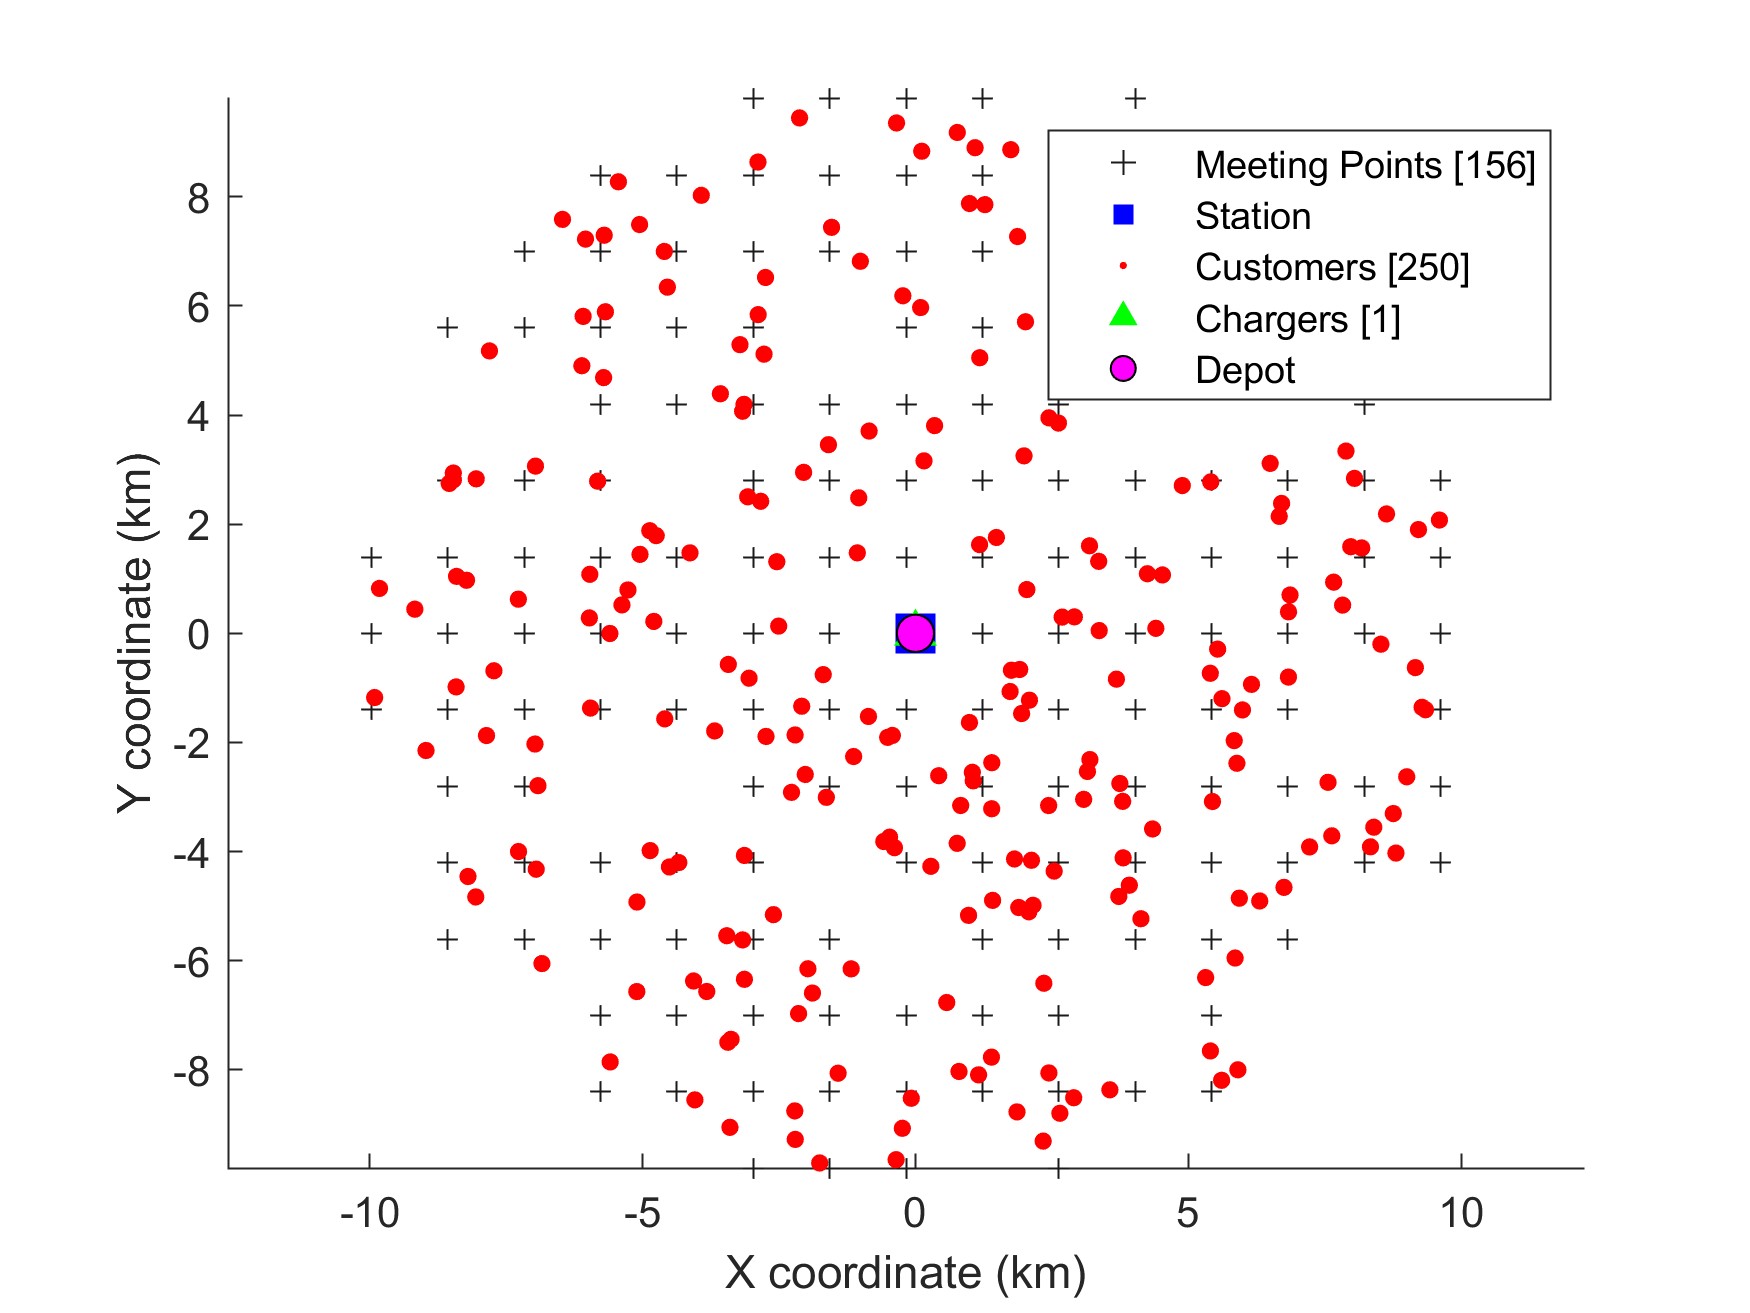 Meeting Points [156]
Station
Customers [250]
Chargers [1]
Depot
8
6
4
2
0
-2
-4
-6
-8
Y coordinate (km)
-10 -5 0 5 10
X coordinate (km)